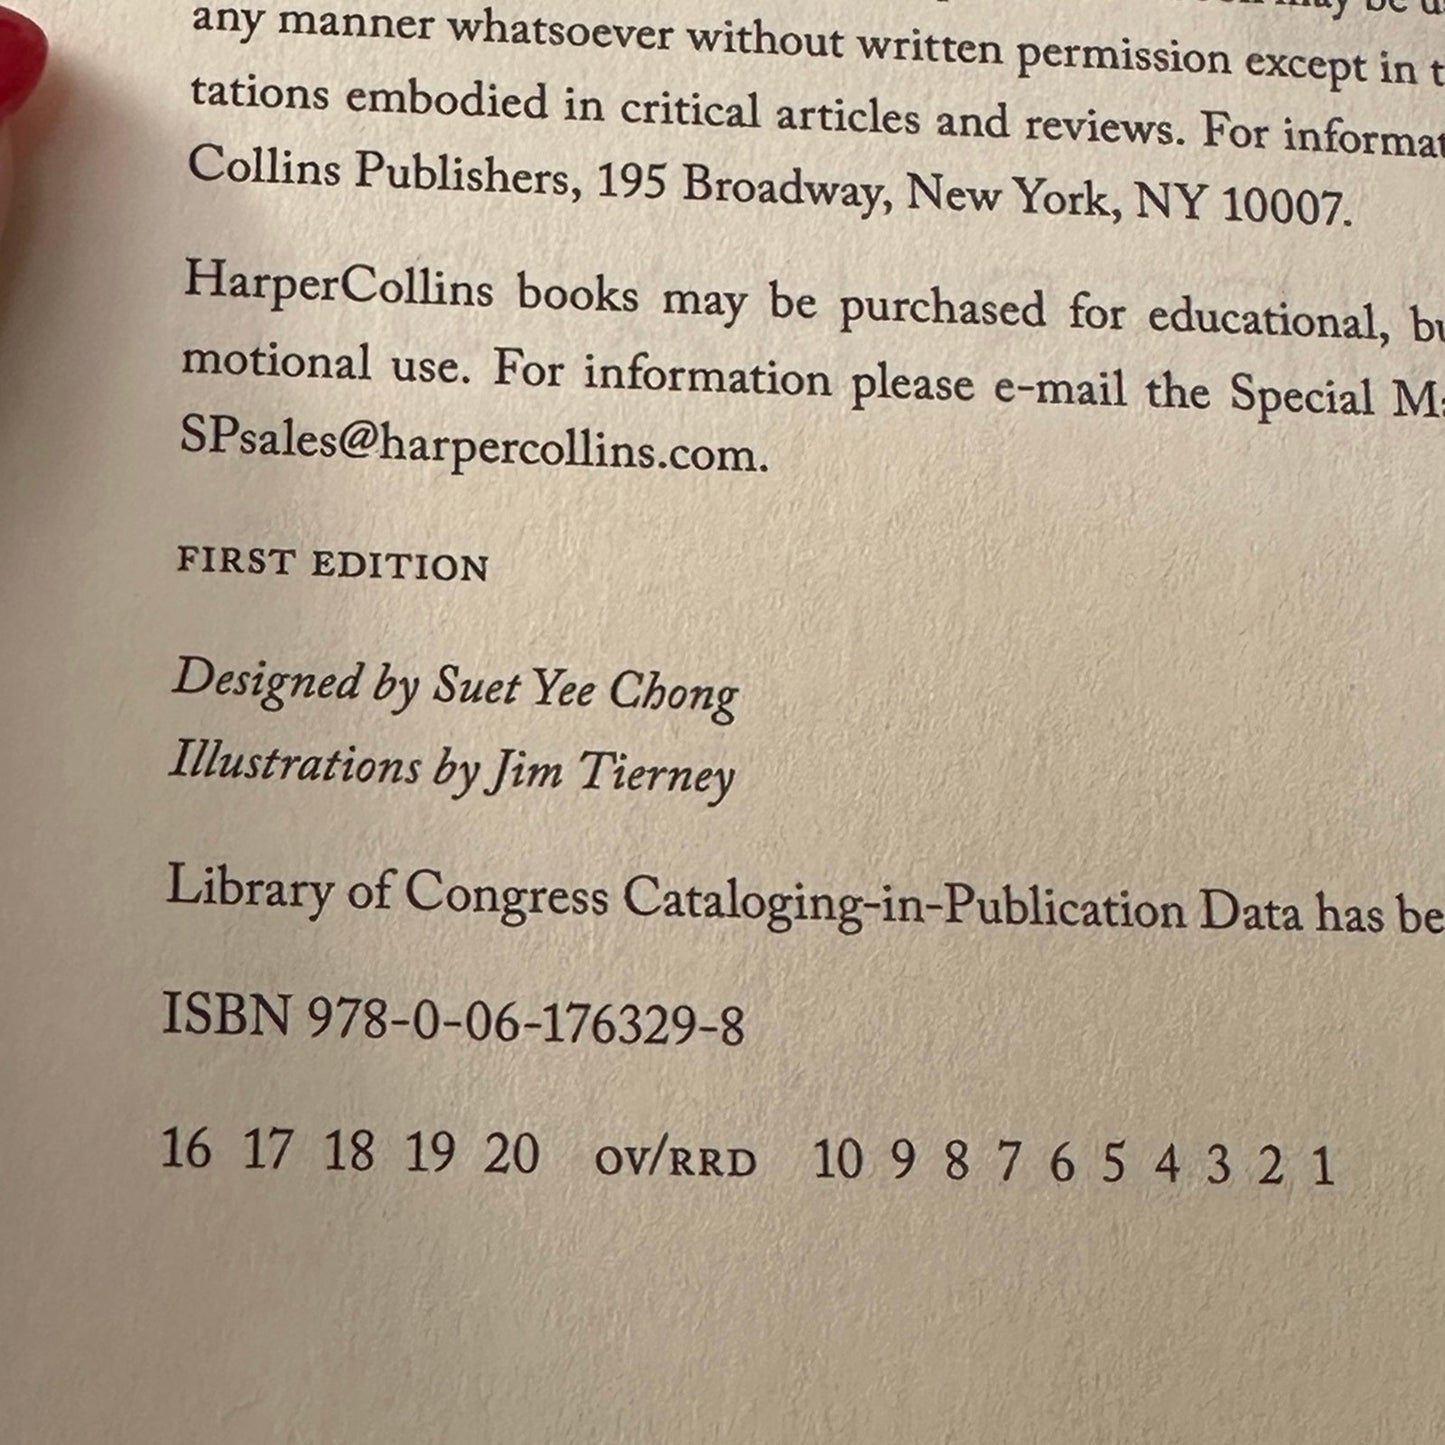 any manner whatsoever without written permission except in
tations embodied in critical articles and reviews. For
Collins Publishers, 195 Broadway, New York, NY 10007.
HarperCollins books may be purchased for educational,
motional use. For information please e-mail the Special
SPsales@harpercollins.com.
FIRST EDITION
Designed by Suet Yee Chong
Illustrations by Jim Tierney
Library of Congress Cataloging-in-Publication Data has be
ISBN 978-0-06-176329-8
16 17 18 19 20 OV/RRD 10 9 8 7 6 5 4 3 2 1